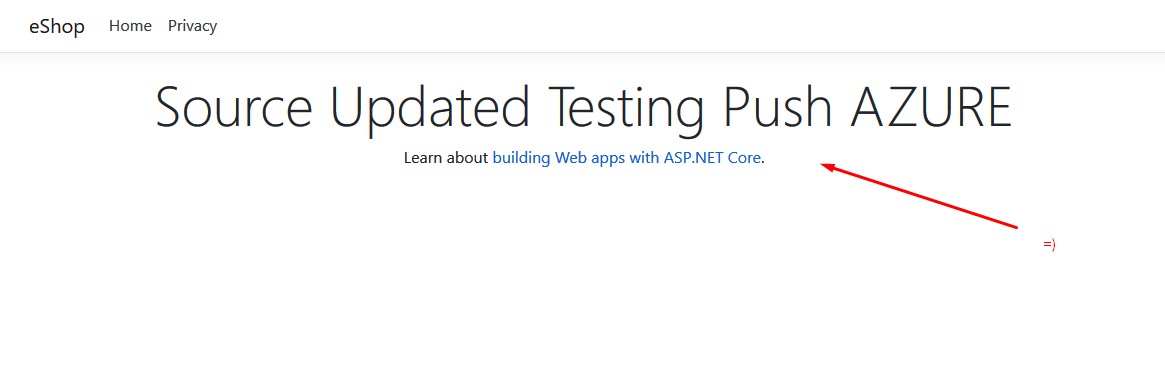 eShop Home Privacy
Source Updated Testing Push AZURE
Learn about building Web apps with ASP.NET Core.
=)